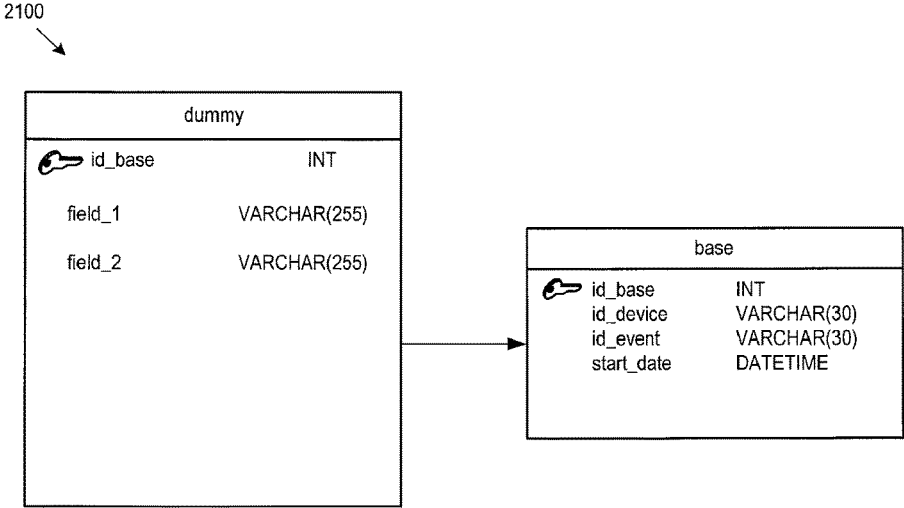 2100
dummy
id_base INT
field_1 VARCHAR(255)
field_2 VARCHAR(255)
base
id_base INT
id_device VARCHAR(30)
id_event VARCHAR(30)
start_date DATETIME